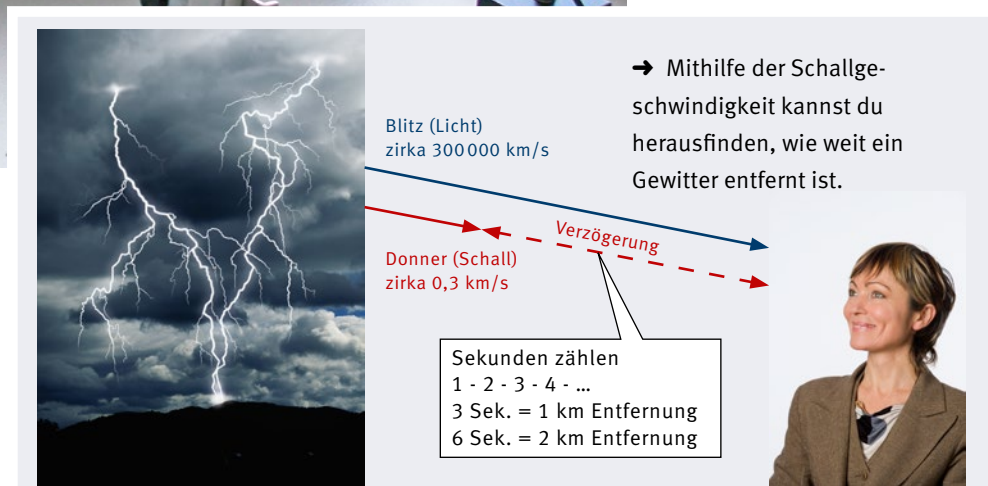 ➜ Mithilfe der Schallge-
schwindigkeit kannst du
herausfinden, wie weit ein
Gewitter entfernt ist.
Blitz (Licht)
zirka 300 000 km/s
Verzögerung
Donner (Schall)
zirka 0,3 km/s
Sekunden zählen
1 - 2 - 3 - 4 - ...
3 Sek. = 1 km Entfernung
6 Sek. = 2 km Entfernung